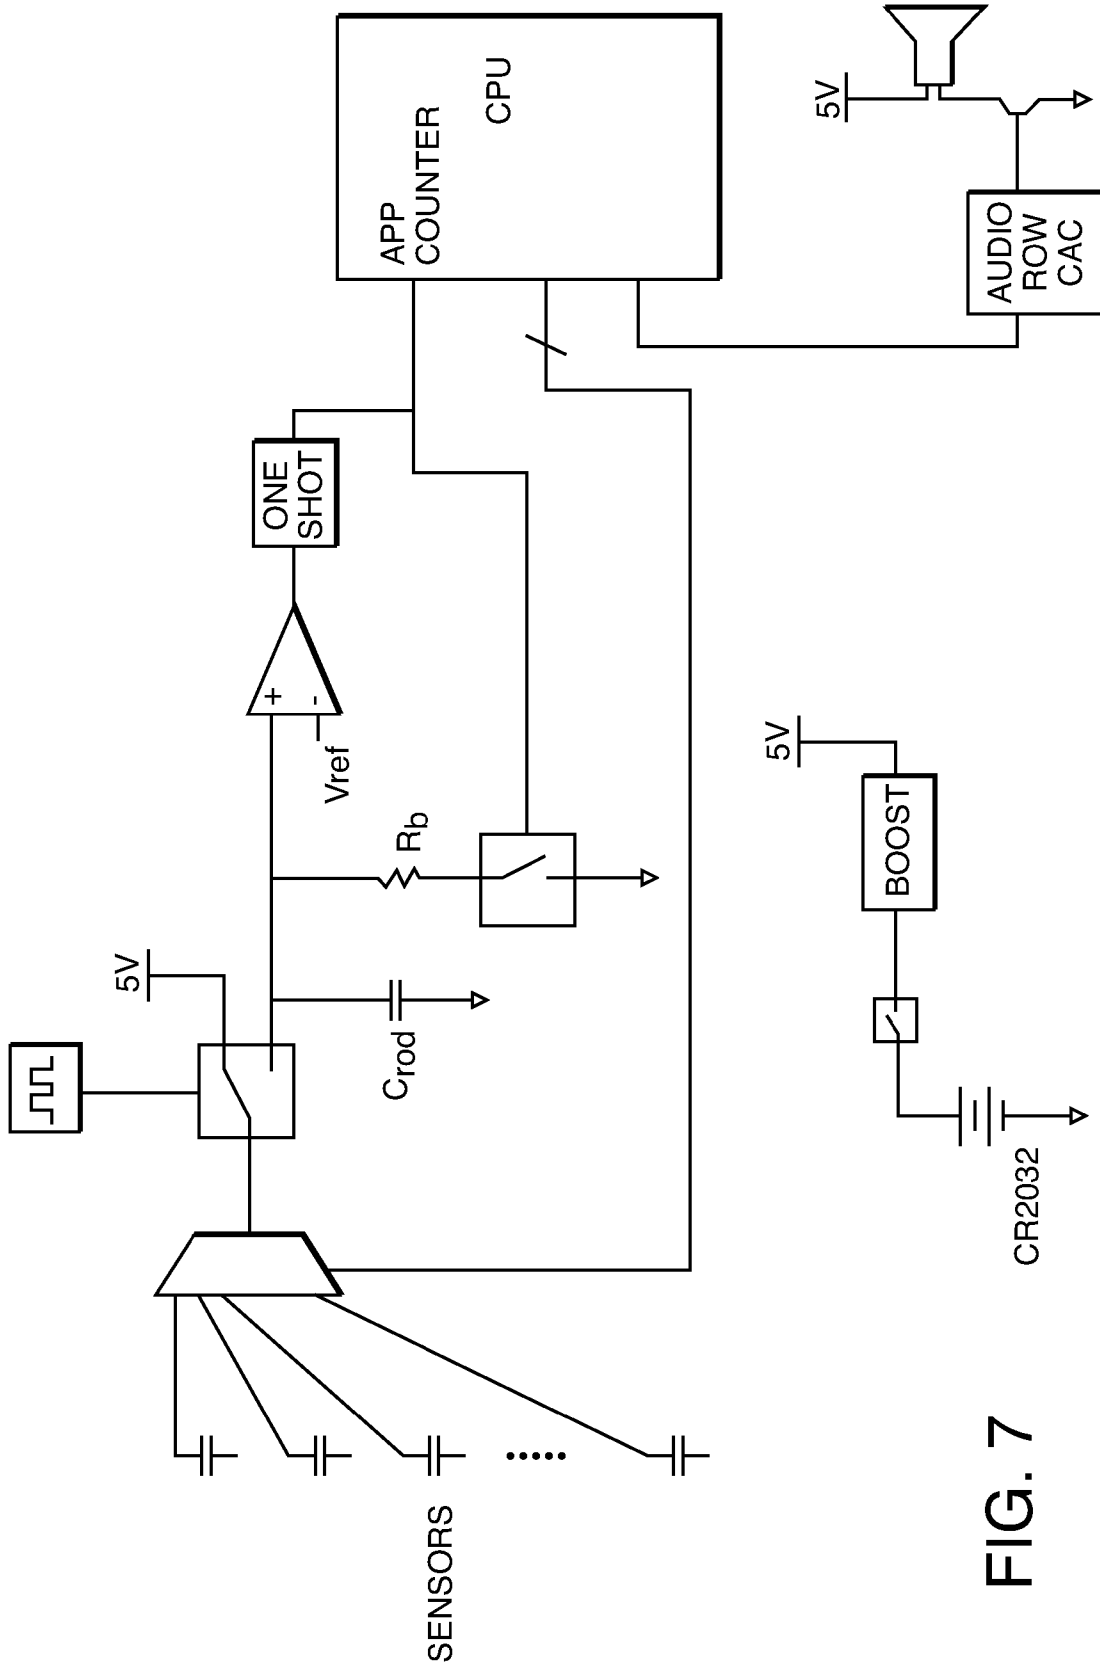 SENSORS
5V
Crod
Rb
Vref
+
-
ONE
SHOT
APP
COUNTER
CPU
CR2032
BOOST
5V
AUDIO
ROW
CAC
5V
FIG. 7